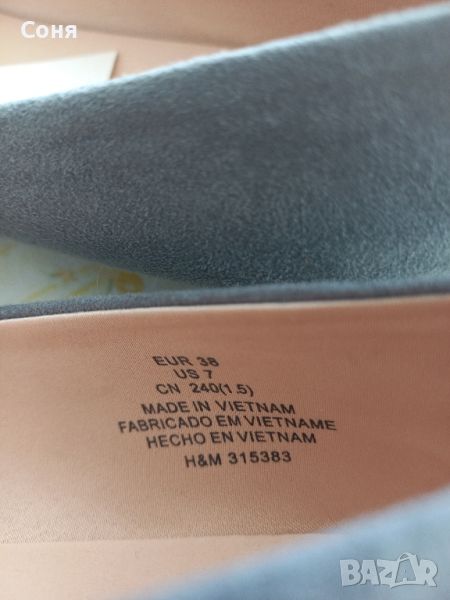 Соня
EUR 38
US 7
CN 240(1.5)
MADE IN VIETNAM
FABRICADO EM VIETNAME
HECHO EN VIETNAM
H&M 315383
BAZAR